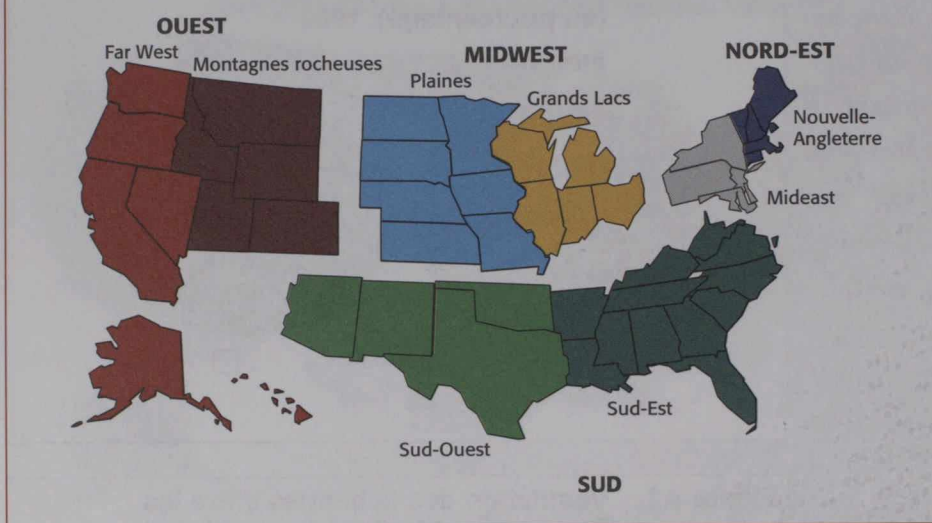 OUEST
Far West
Montagnes rocheuses
MIDWEST
Plaines
Grands Lacs
NORD-EST
Nouvelle-
Angleterre
Mideast
Sud-Ouest
Sud-Est
SUD